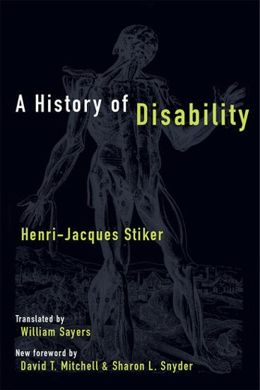 A History of Disability
Henri-Jacques Stiker
Translated by
William Sayers
New foreword by
David T. Mitchell & Sharon L. Snyder